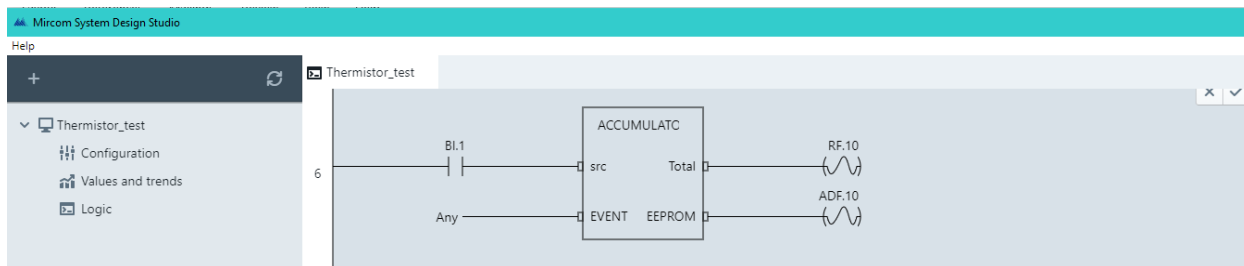 Mircom System Design Studio
Help
+
Thermistor_test
Thermistor_test
Configuration
Values and trends
Logic
6
BI.1
ACCUMULATC
RF.10
src Total
ADF.10
Any
EVENT EEPROM